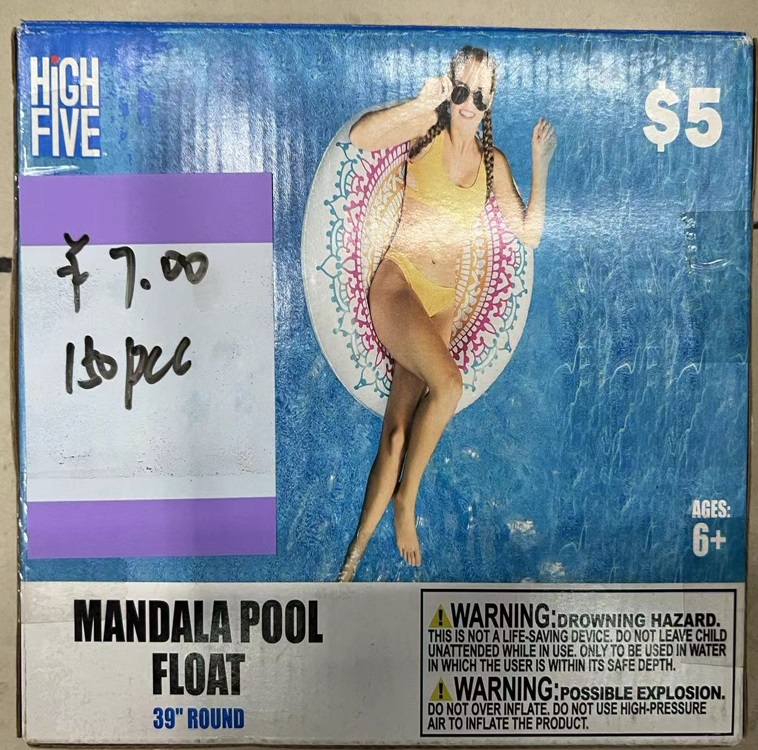 HIGH
FIVE
$5
¥ 7.00
150pcs
AGES:
6+
MANDALA POOL
FLOAT
39" ROUND
WARNING: DROWNING HAZARD.
THIS IS NOT A LIFE-SAVING DEVICE. DO NOT LEAVE CHILD
UNATTENDED WHILE IN USE. ONLY TO BE USED IN WATER
IN WHICH THE USER IS WITHIN ITS SAFE DEPTH.
WARNING: POSSIBLE EXPLOSION.
DO NOT OVER INFLATE. DO NOT USE HIGH-PRESSURE
AIR TO INFLATE THE PRODUCT.